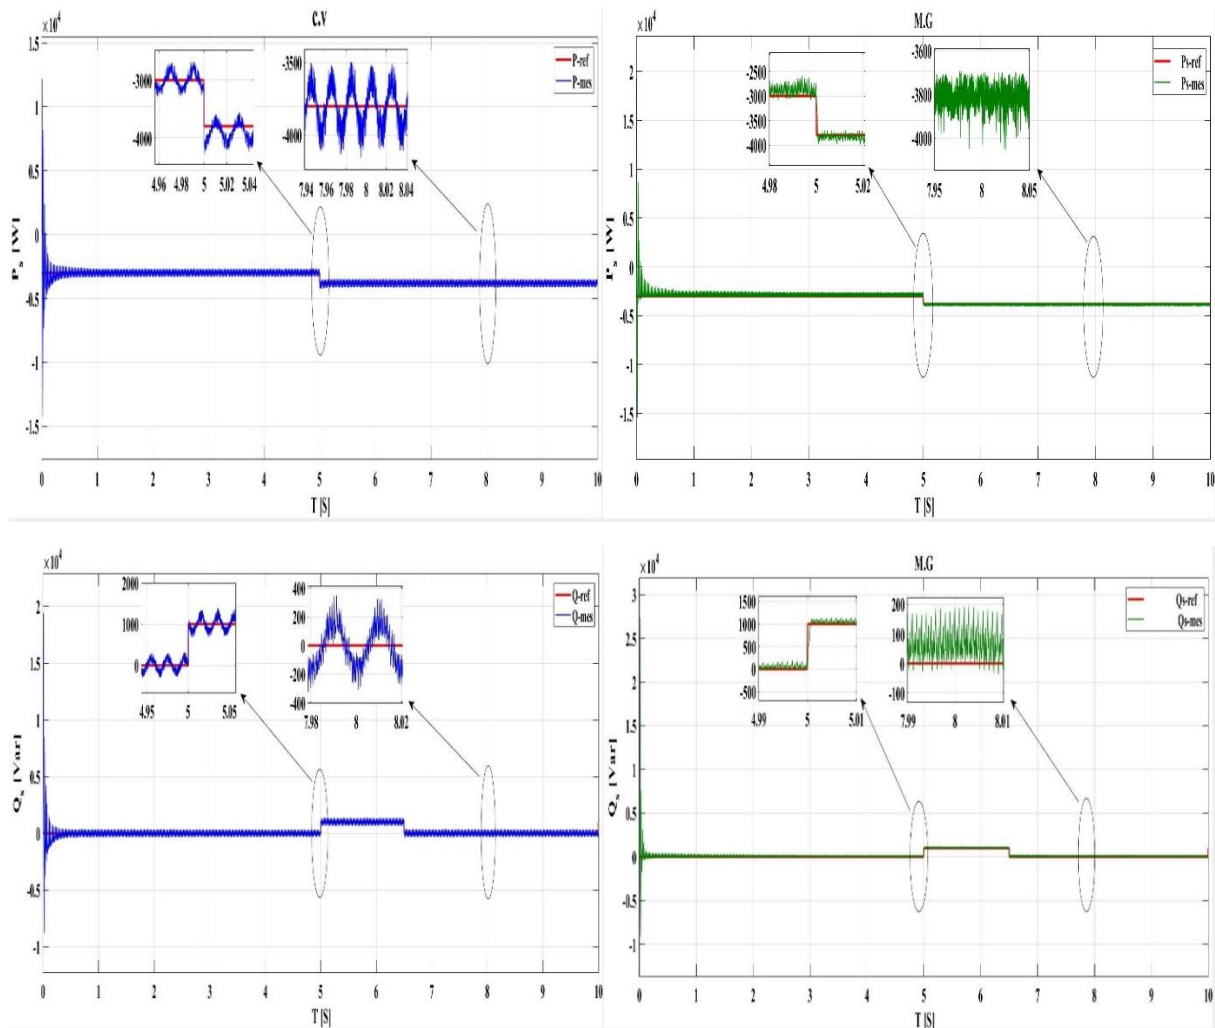 C.V
×10⁴
1.5
1
0.5
0
-0.5
-1
-1.5
P_s [W]
P-ref
P-mes
-3000
-4000
4.96 4.98 5 5.02 5.04
-3500
-4000
7.94 7.96 7.98 8 8.02 8.04
0 1 2 3 4 5 6 7 8 9 10
T [S]
M.G
×10⁴
2
1.5
1
0.5
0
-0.5
-1
-1.5
P_s [W]
Ps-ref
Ps-mes
-2500
-3000
-3500
-4000
4.98 5 5.02
-3600
-3800
-4000
7.95 8 8.05
0 1 2 3 4 5 6 7 8 9 10
T [S]
×10⁴
2
1.5
1
0.5
0
-0.5
-1
Q_s [Var]
Q-ref
Q-mes
2000
1000
0
4.95 5 5.05
400
200
0
-200
-400
7.98 8 8.02
0 1 2 3 4 5 6 7 8 9 10
T [S]
M.G
×10⁴
3
2.5
2
1.5
1
0.5
0
-0.5
-1
Q_s [Var]
Qs-ref
Qs-mes
1500
1000
500
0
-500
4.99 5 5.01
200
100
0
-100
7.99 8 8.01
0 1 2 3 4 5 6 7 8 9 10
T [S]